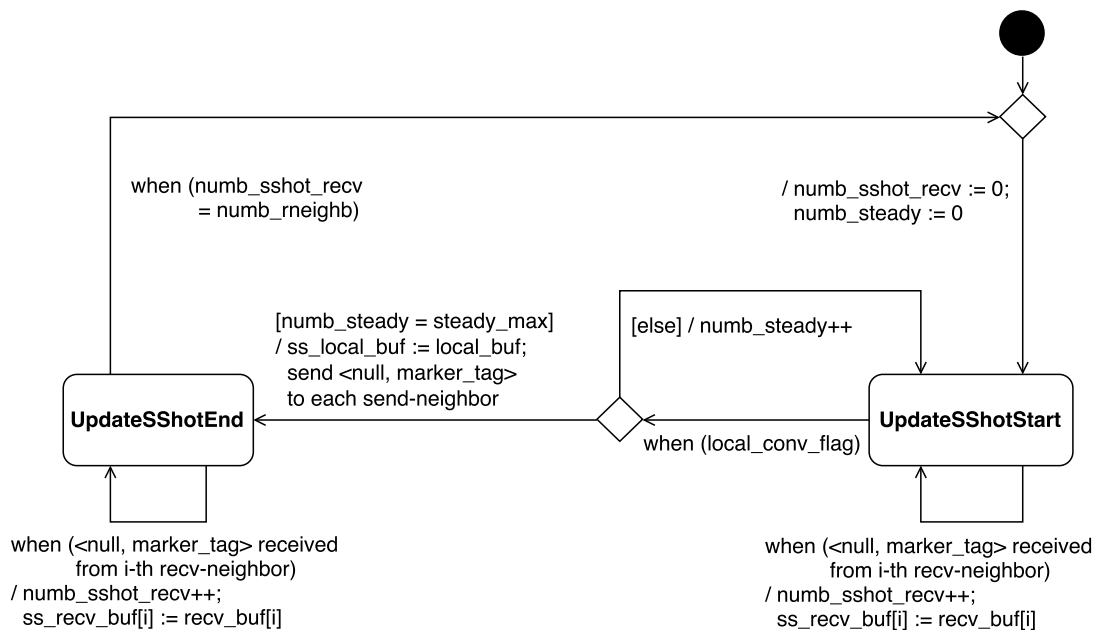 when (numb_sshot_recv
= numb_rneighb)
/ numb_sshot_recv := 0;
numb_steady := 0
[numb_steady = steady_max]
/ ss_local_buf := local_buf;
send <null, marker_tag>
to each send-neighbor
[else] / numb_steady++
UpdateSShotEnd
UpdateSShotStart
when (local_conv_flag)
when (<null, marker_tag> received
from i-th recv-neighbor)
/ numb_sshot_recv++;
ss_recv_buf[i] := recv_buf[i]
when (<null, marker_tag> received
from i-th recv-neighbor)
/ numb_sshot_recv++;
ss_recv_buf[i] := recv_buf[i]